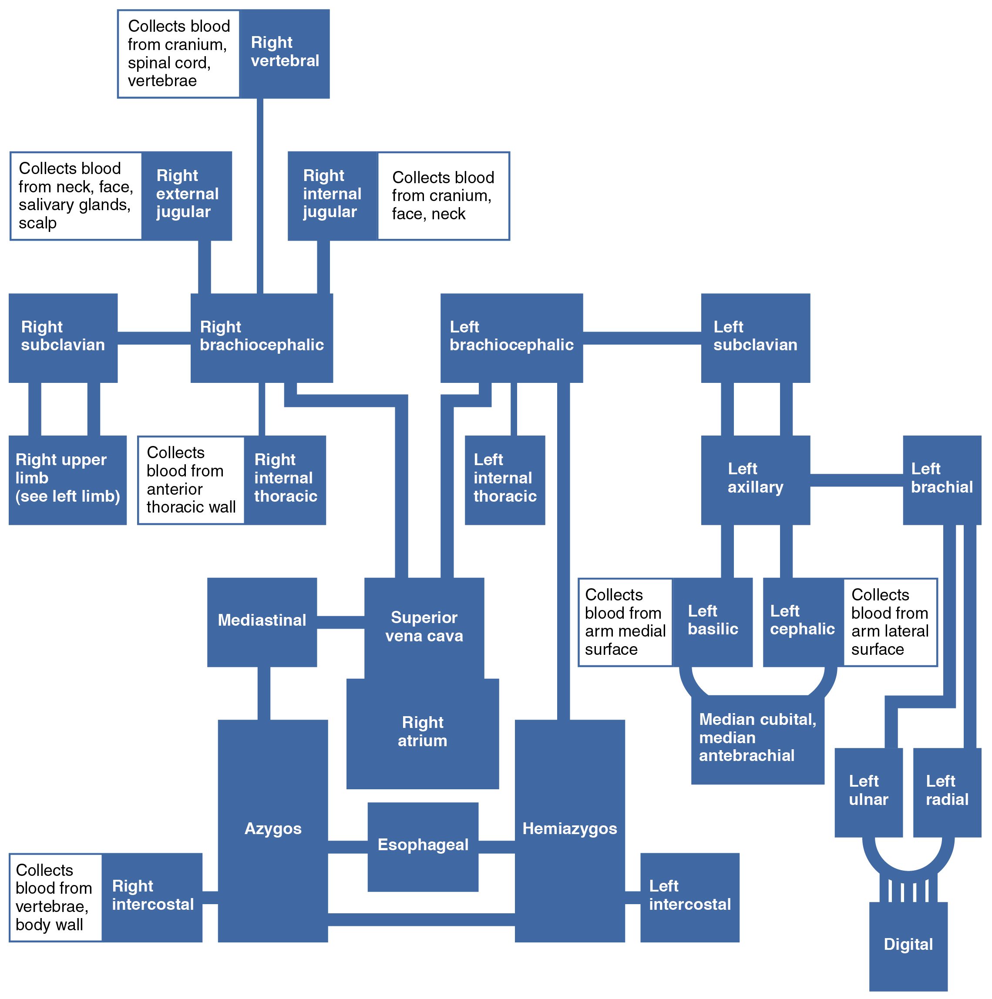 Collects blood
from cranium,
spinal cord,
vertebrae
Right
vertebral
Collects blood
from neck, face,
salivary glands,
scalp
Right
external
jugular
Right
internal
jugular
Collects blood
from cranium,
face, neck
Right
subclavian
Right
brachiocephalic
Left
brachiocephalic
Left
subclavian
Right upper
limb
(see left limb)
Collects
blood from
anterior
thoracic wall
Right
internal
thoracic
Left
internal
thoracic
Left
axillary
Left
brachial
Mediastinal
Superior
vena cava
Collects
blood from
arm medial
surface
Left
basilic
Left
cephalic
Collects
blood from
arm lateral
surface
Right
atrium
Median cubital,
median
antebrachial
Left
ulnar
Left
radial
Azygos
Esophageal
Hemiazygos
Collects
blood from
vertebrae,
body wall
Right
intercostal
Left
intercostal
Digital